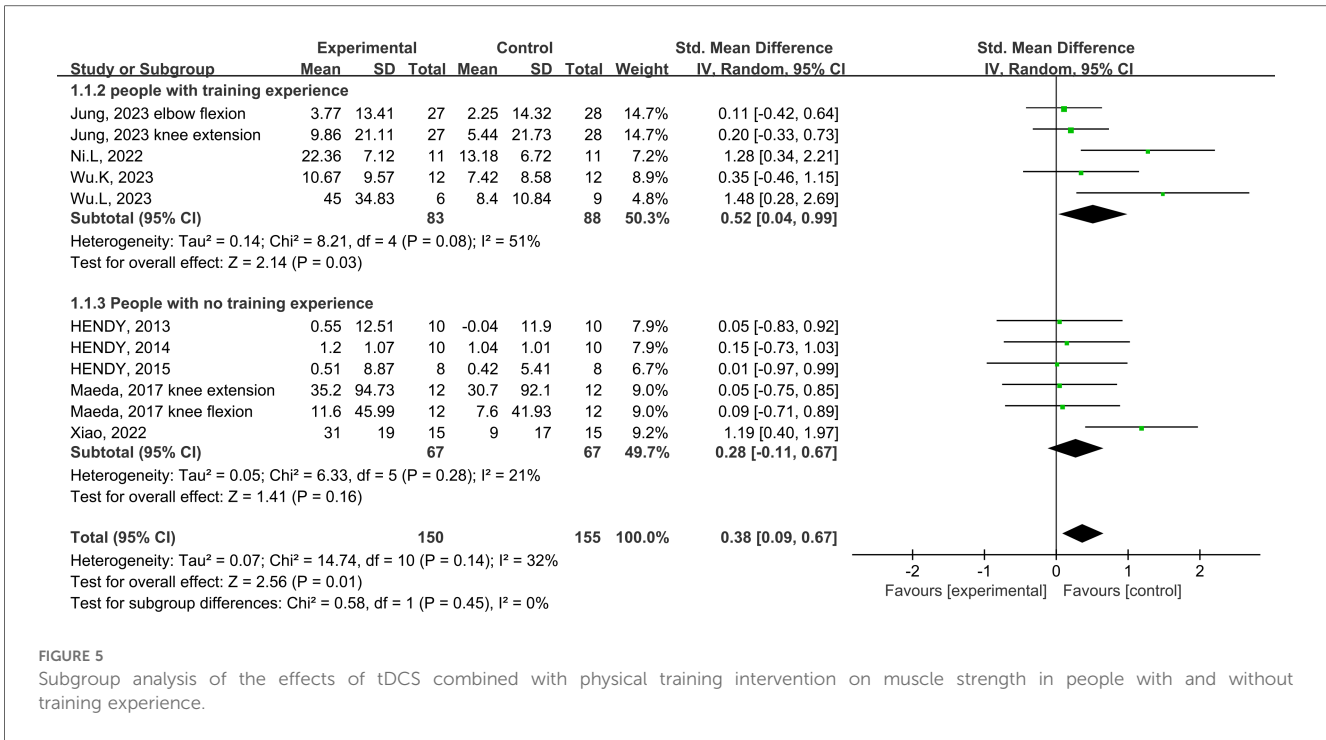 Experimental Control Std. Mean Difference Std. Mean Difference
Study or Subgroup Mean SD Total Mean SD Total Weight IV, Random, 95% CI IV, Random, 95% CI
1.1.2 people with training experience
Jung, 2023 elbow flexion 3.77 13.41 27 2.25 14.32 28 14.7% 0.11 [-0.42, 0.64]
Jung, 2023 knee extension 9.86 21.11 27 5.44 21.73 28 14.7% 0.20 [-0.33, 0.73]
Ni.L, 2022 22.36 7.12 11 13.18 6.72 11 7.2% 1.28 [0.34, 2.21]
Wu.K, 2023 10.67 9.57 12 7.42 8.58 12 8.9% 0.35 [-0.46, 1.15]
Wu.L, 2023 45 34.83 6 8.4 10.84 9 4.8% 1.48 [0.28, 2.69]
Subtotal (95% CI) 83 88 50.3% 0.52 [0.04, 0.99]
Heterogeneity: Tau² = 0.14; Chi² = 8.21, df = 4 (P = 0.08); I² = 51%
Test for overall effect: Z = 2.14 (P = 0.03)
1.1.3 People with no training experience
HENDY, 2013 0.55 12.51 10 -0.04 11.9 10 7.9% 0.05 [-0.83, 0.92]
HENDY, 2014 1.2 1.07 10 1.04 1.01 10 7.9% 0.15 [-0.73, 1.03]
HENDY, 2015 0.51 8.87 8 0.42 5.41 8 6.7% 0.01 [-0.97, 0.99]
Maeda, 2017 knee extension 35.2 94.73 12 30.7 92.1 12 9.0% 0.05 [-0.75, 0.85]
Maeda, 2017 knee flexion 11.6 45.99 12 7.6 41.93 12 9.0% 0.09 [-0.71, 0.89]
Xiao, 2022 31 19 15 9 17 15 9.2% 1.19 [0.40, 1.97]
Subtotal (95% CI) 67 67 49.7% 0.28 [-0.11, 0.67]
Heterogeneity: Tau² = 0.05; Chi² = 6.33, df = 5 (P = 0.28); I² = 21%
Test for overall effect: Z = 1.41 (P = 0.16)
Total (95% CI) 150 155 100.0% 0.38 [0.09, 0.67]
Heterogeneity: Tau² = 0.07; Chi² = 14.74, df = 10 (P = 0.14); I² = 32%
Test for overall effect: Z = 2.56 (P = 0.01)
Test for subgroup differences: Chi² = 0.58, df = 1 (P = 0.45), I² = 0%
-2 -1 0 1 2
Favours [experimental] Favours [control]
FIGURE 5
Subgroup analysis of the effects of tDCS combined with physical training intervention on muscle strength in people with and without
training experience.